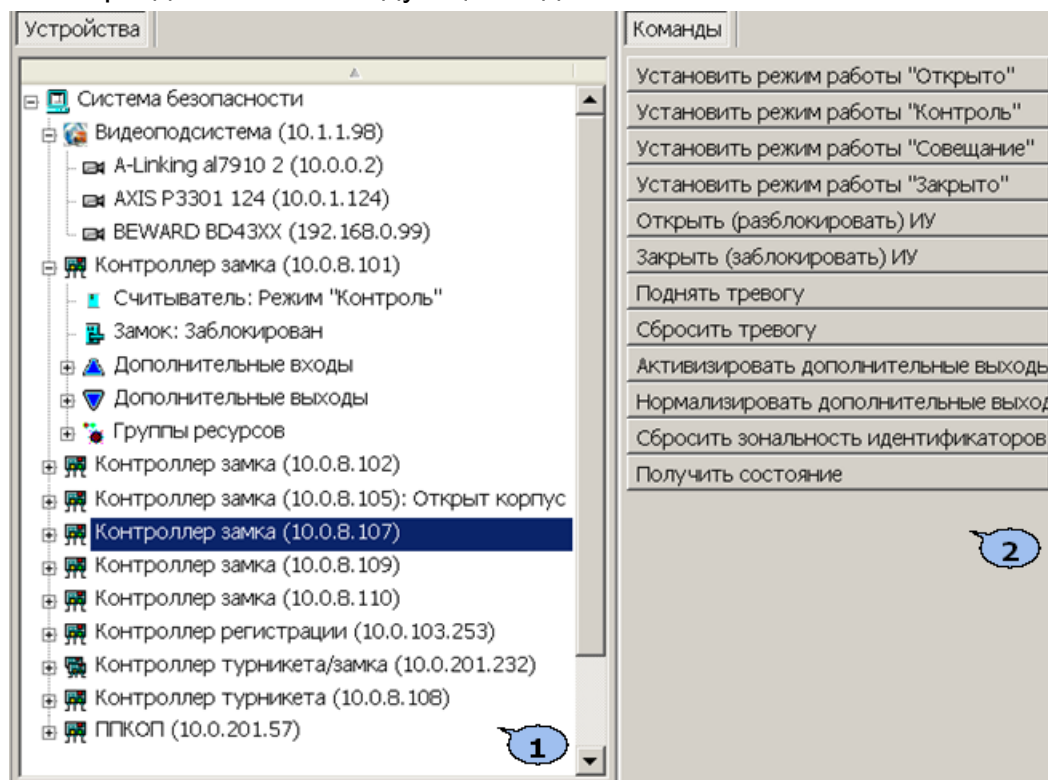 Устройства
Система безопасности
Видеоподсистема (10.1.1.98)
A-Linking al7910 2 (10.0.0.2)
AXIS P3301 124 (10.0.1.124)
BEWARD BD43XX (192.168.0.99)
Контроллер замка (10.0.8.101)
Считыватель: Режим "Контроль"
Замок: Заблокирован
Дополнительные входы
Дополнительные выходы
Группы ресурсов
Контроллер замка (10.0.8.102)
Контроллер замка (10.0.8.105): Открыт корпус
Контроллер замка (10.0.8.107)
Контроллер замка (10.0.8.109)
Контроллер замка (10.0.8.110)
Контроллер регистрации (10.0.103.253)
Контроллер турникета/замка (10.0.201.232)
Контроллер турникета (10.0.8.108)
ППКОП (10.0.201.57)
1
Команды
Установить режим работы "Открыто"
Установить режим работы "Контроль"
Установить режим работы "Совещание"
Установить режим работы "Закрыто"
Открыть (разблокировать) ИУ
Закрыть (заблокировать) ИУ
Поднять тревогу
Сбросить тревогу
Активизировать дополнительные выходы
Нормализировать дополнительные выход
Сбросить зональность идентификаторов
Получить состояние
2